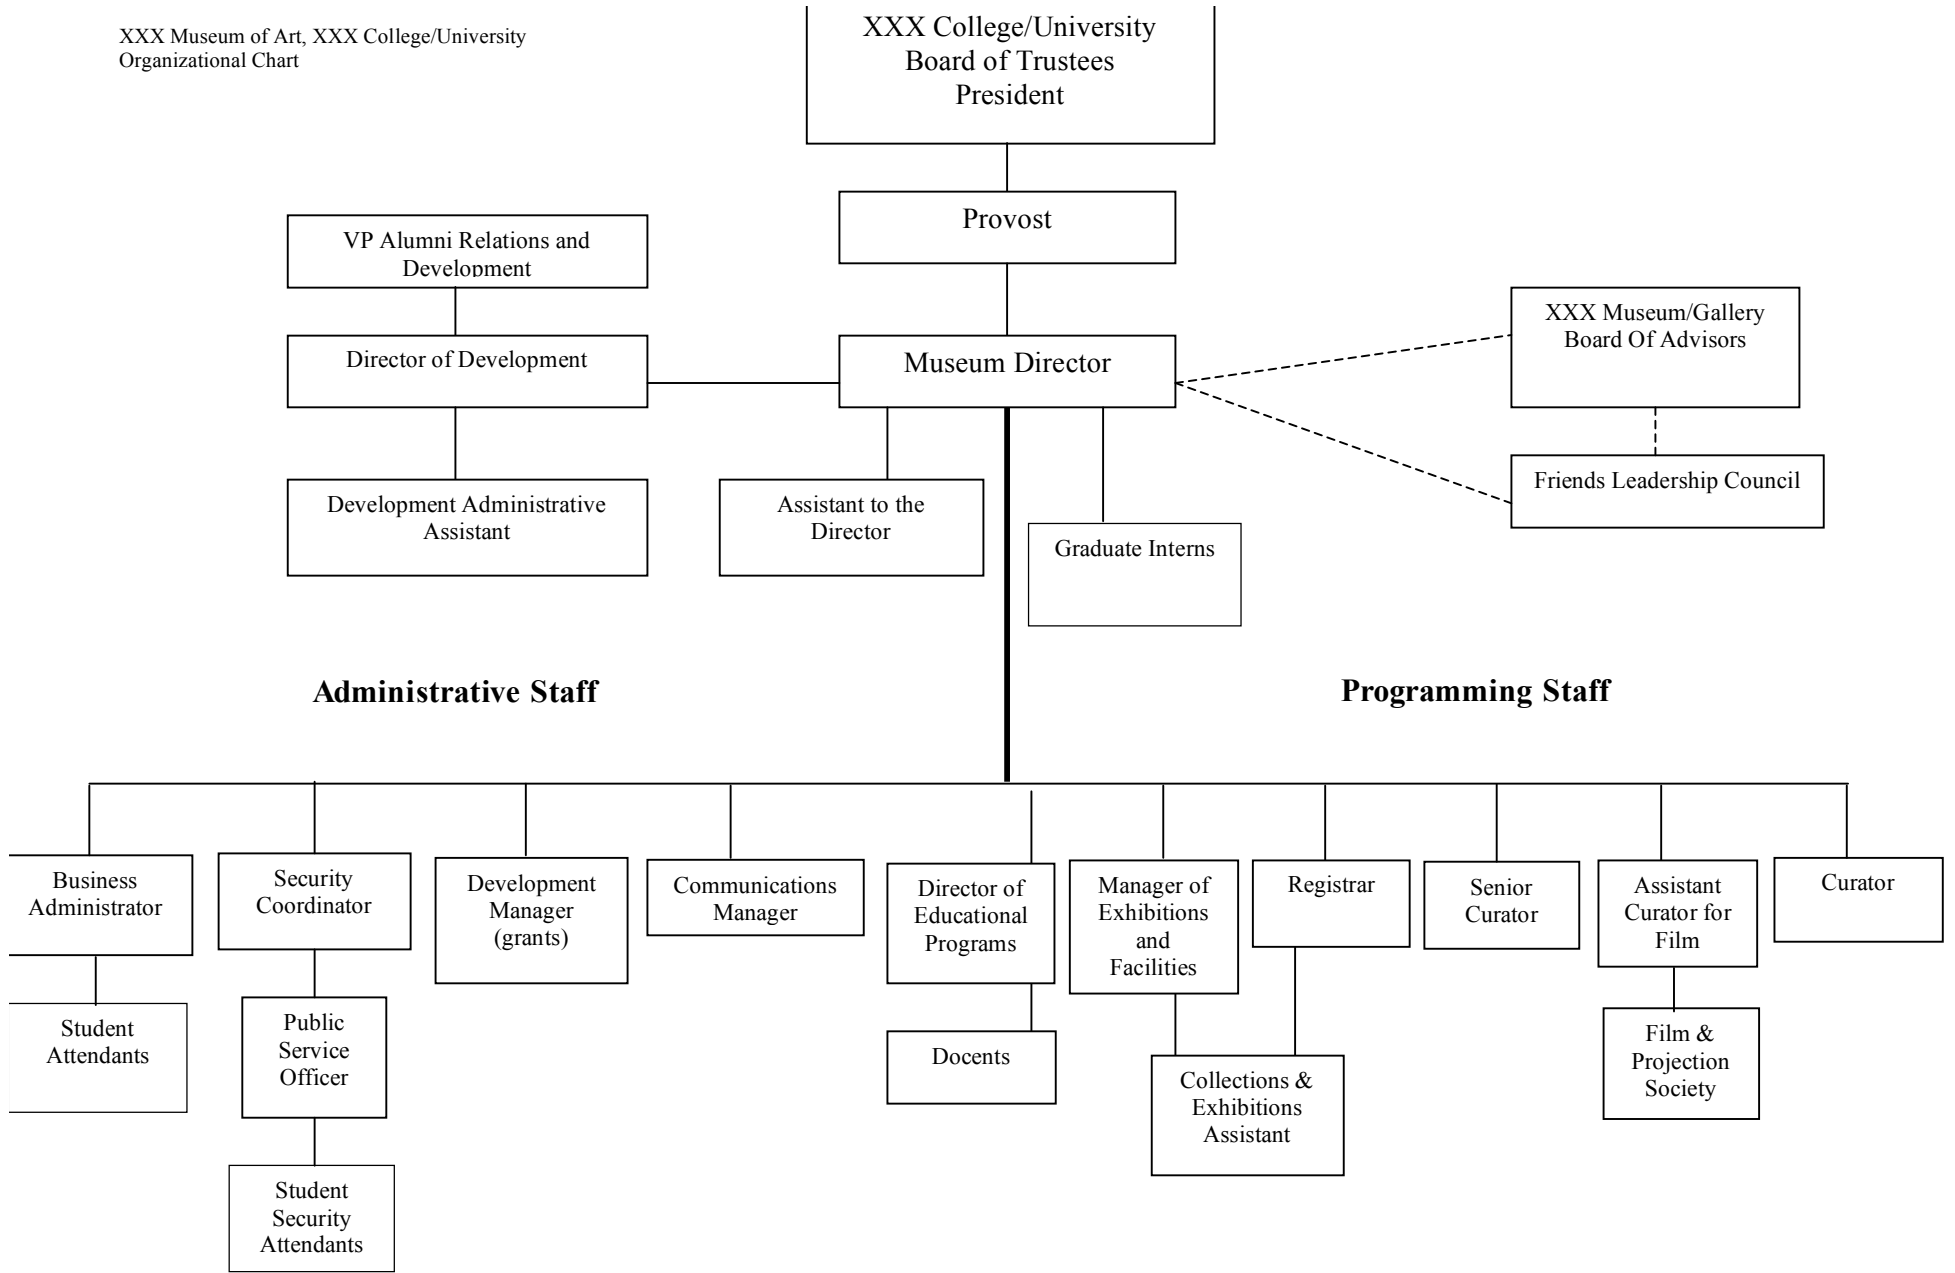 XXX Museum of Art, XXX College/University
Organizational Chart
XXX College/University
Board of Trustees
President
Provost
VP Alumni Relations and
Development
XXX Museum/Gallery
Board Of Advisors
Director of Development
Museum Director
Friends Leadership Council
Development Administrative
Assistant
Assistant to the
Director
Graduate Interns
Administrative Staff
Programming Staff
Business
Administrator
Security
Coordinator
Development
Manager
(grants)
Communications
Manager
Director of
Educational
Programs
Manager of
Exhibitions
and
Facilities
Registrar
Senior
Curator
Assistant
Curator for
Film
Curator
Student
Attendants
Public
Service
Officer
Docents
Collections &
Exhibitions
Assistant
Film &
Projection
Society
Student
Security
Attendants